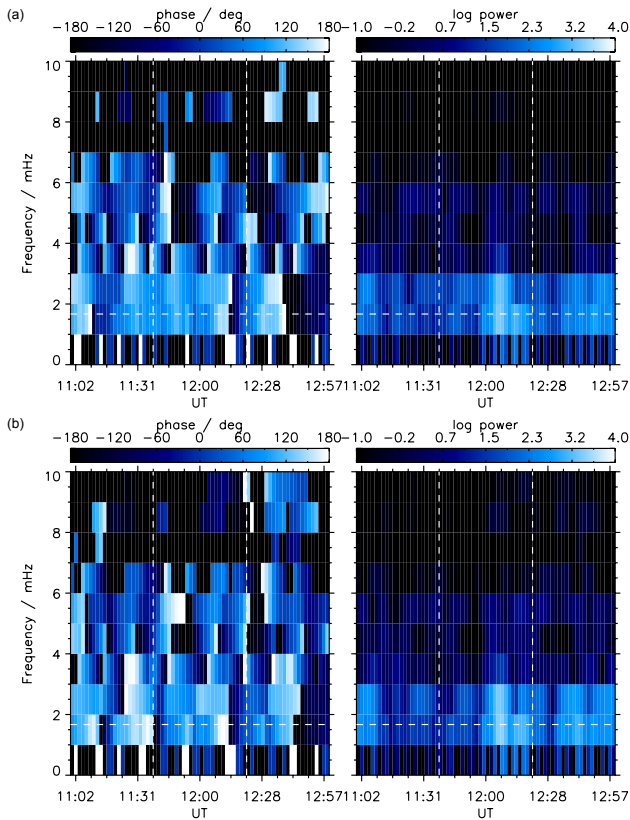 (a)
phase / deg
log power
−180 −120 −60 0 60 120 180
−1.0 −0.2 0.7 1.5 2.3 3.2 4.0
10
8
6
4
2
0
Frequency / mHz
11:02 11:31 12:00 12:28 12:57
11:02 11:31 12:00 12:28 12:57
UT
UT
(b)
phase / deg
log power
−180 −120 −60 0 60 120 180
−1.0 −0.2 0.7 1.5 2.3 3.2 4.0
10
8
6
4
2
0
Frequency / mHz
11:02 11:31 12:00 12:28 12:57
11:02 11:31 12:00 12:28 12:57
UT
UT